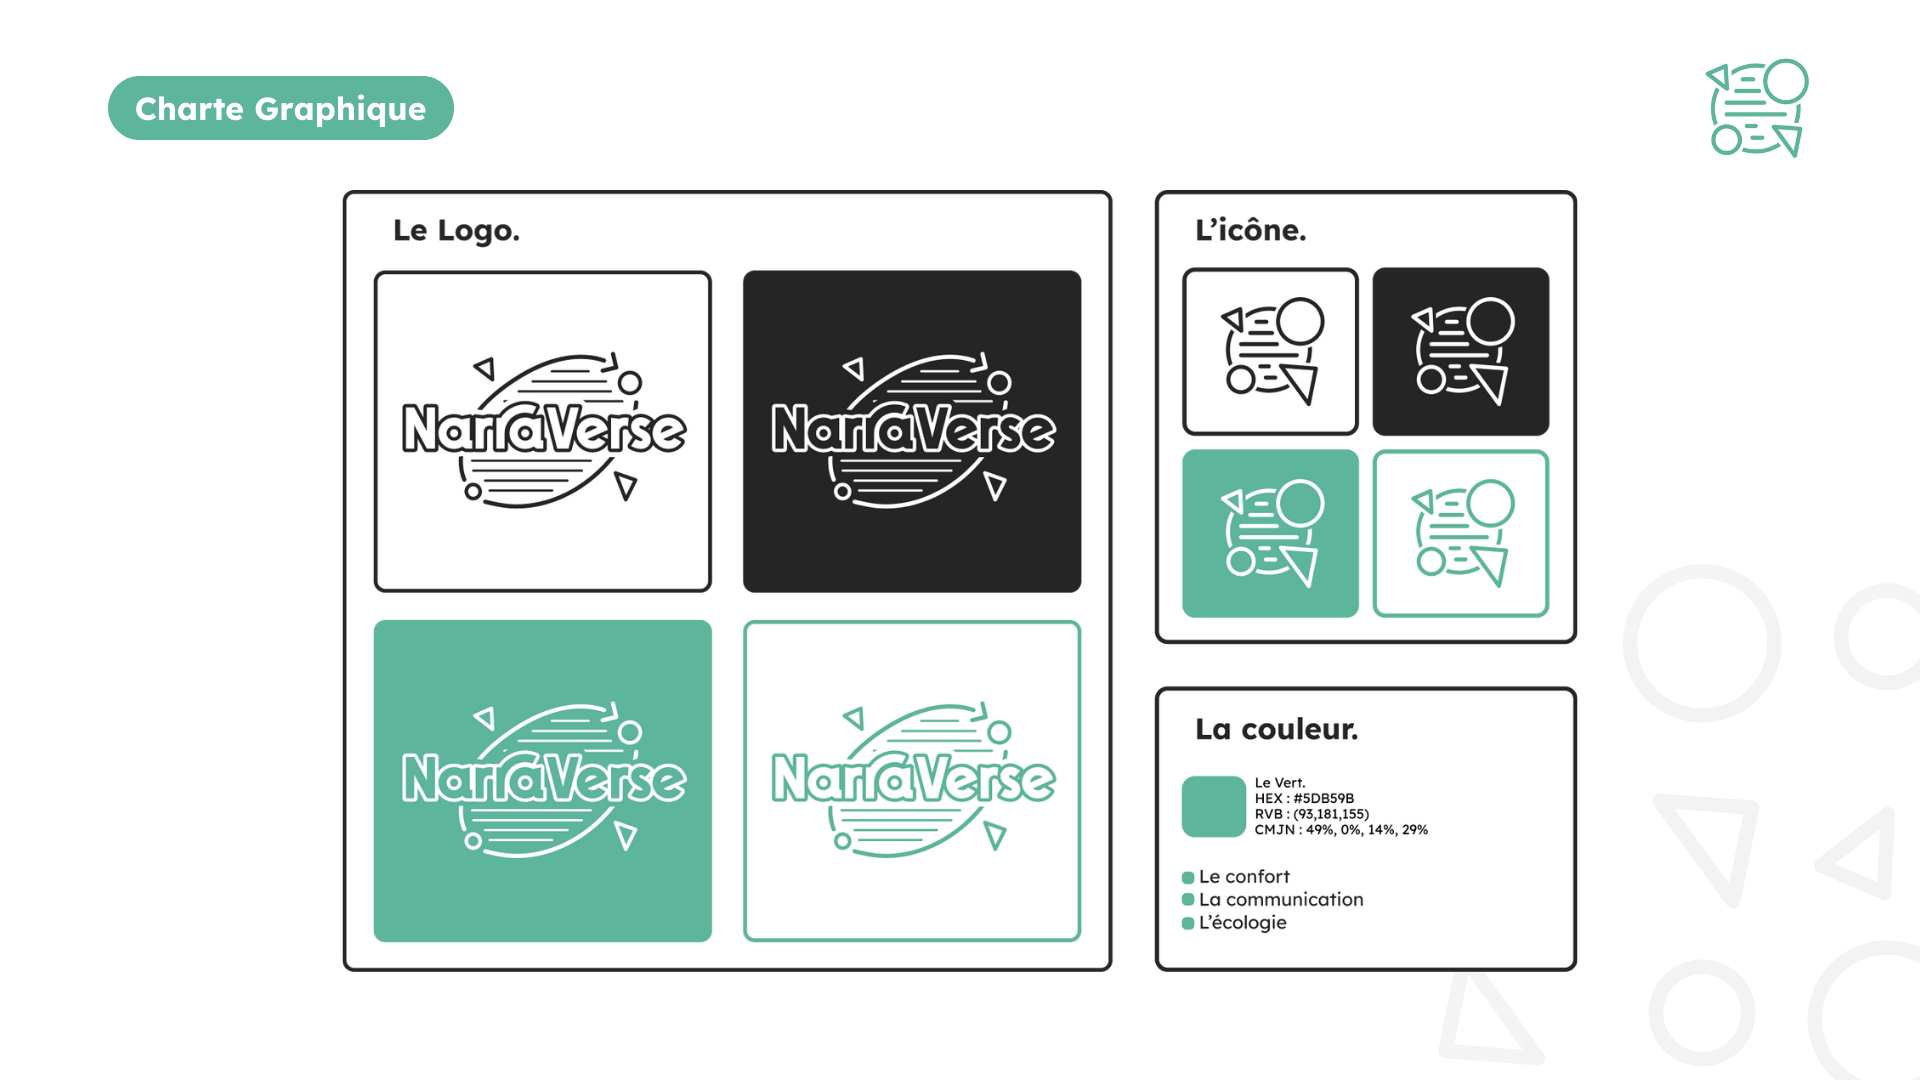 Charte Graphique
Le Logo.
NarraVerse
NarraVerse
NarraVerse
NarraVerse
L’icône.
La couleur.
Le Vert.
HEX : #5DB59B
RVB : (93,181,155)
CMJN : 49%, 0%, 14%, 29%
Le confort
La communication
L’écologie